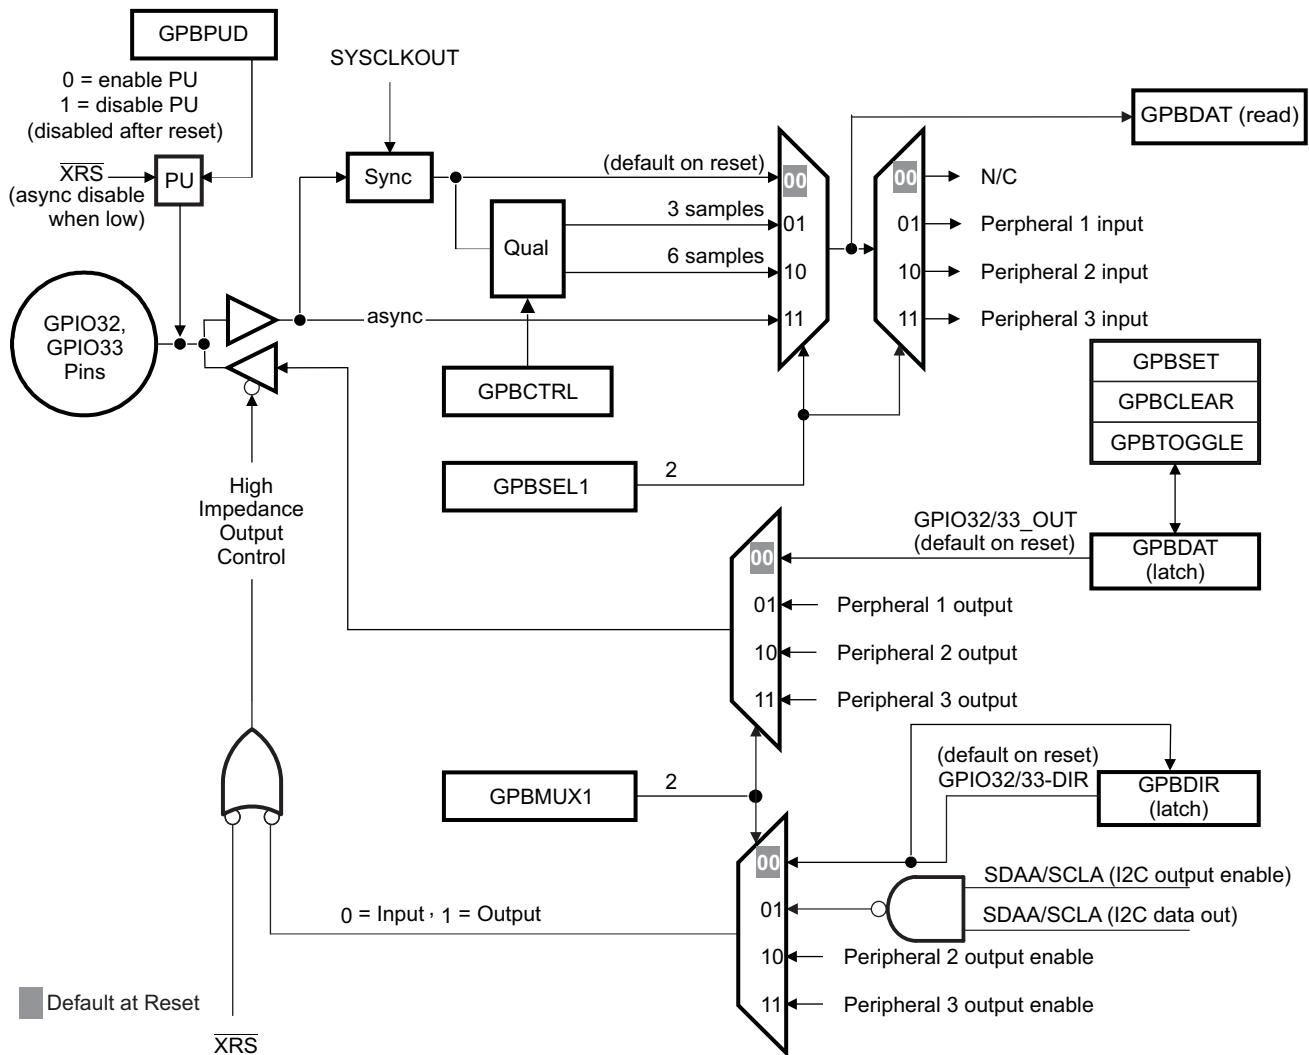 GPBPUD
0 = enable PU
1 = disable PU
(disabled after reset)
XRS
(async disable
when low)
PU
SYSCLKOUT
Sync
(default on reset)
3 samples
6 samples
Qual
async
GPIO32,
GPIO33
Pins
GPBCTRL
GPBSEL1
2
00
01
10
11
GPBDAT (read)
00
01
10
11
N/C
Perpheral 1 input
Peripheral 2 input
Peripheral 3 input
GPBSET
GPBCLEAR
GPBTOGGLE
GPBDAT
(latch)
GPIO32/33_OUT
(default on reset)
High
Impedance
Output
Control
00
01
10
11
Perpheral 1 output
Peripheral 2 output
Peripheral 3 output
GPBMUX1
2
(default on reset)
GPIO32/33-DIR
GPBDIR
(latch)
00
01
10
11
SDAA/SCLA (I2C output enable)
SDAA/SCLA (I2C data out)
Peripheral 2 output enable
Peripheral 3 output enable
0 = Input, 1 = Output
Default at Reset
XRS